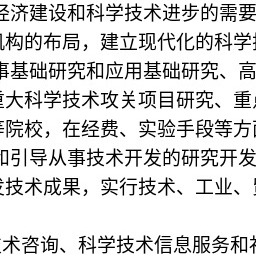 经济建设和科学技术进步的需要
机构的布局，建立现代化的科学技
事基础研究和应用基础研究、高
重大科学技术攻关项目研究、重点
等院校，在经费、实验手段等方面
和引导从事技术开发的研究开发
发技术成果，实行技术、工业、贸
技术咨询、科学技术信息服务和社